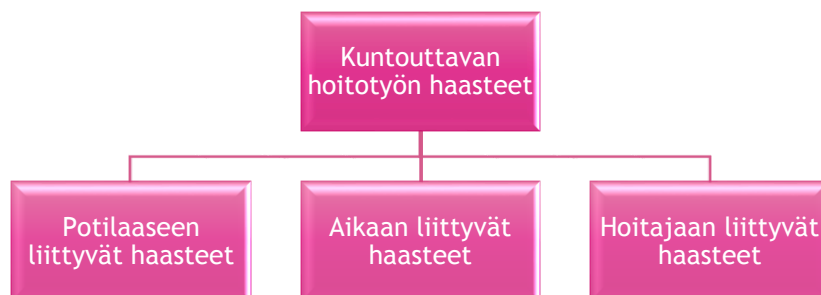 Kuntouttavan
hoitotyön haasteet
Potilaaseen
liittyvät haasteet
Aikaan liittyvät
haasteet
Hoitajaan liittyvät
haasteet